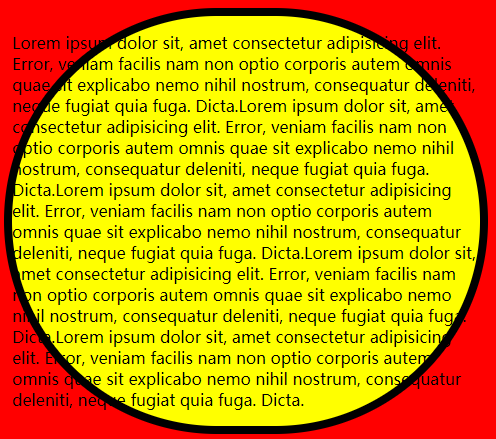 Lorem ipsum dolor sit, amet consectetur adipisicing elit.
Error, veniam facilis nam non optio corporis autem omnis
quae sit explicabo nemo nihil nostrum, consequatur deleniti,
neque fugiat quia fuga. Dicta.Lorem ipsum dolor sit, amet
consectetur adipisicing elit. Error, veniam facilis nam non
optio corporis autem omnis quae sit explicabo nemo nihil
nostrum, consequatur deleniti, neque fugiat quia fuga.
Dicta.Lorem ipsum dolor sit, amet consectetur adipisicing
elit. Error, veniam facilis nam non optio corporis autem
omnis quae sit explicabo nemo nihil nostrum, consequatur
deleniti, neque fugiat quia fuga. Dicta.Lorem ipsum dolor sit,
amet consectetur adipisicing elit. Error, veniam facilis nam
non optio corporis autem omnis quae sit explicabo nemo
nihil nostrum, consequatur deleniti, neque fugiat quia fuga.
Dicta.Lorem ipsum dolor sit, amet consectetur adipisicing
elit. Error, veniam facilis nam non optio corporis autem
omnis quae sit explicabo nemo nihil nostrum, consequatur
deleniti, neque fugiat quia fuga. Dicta.